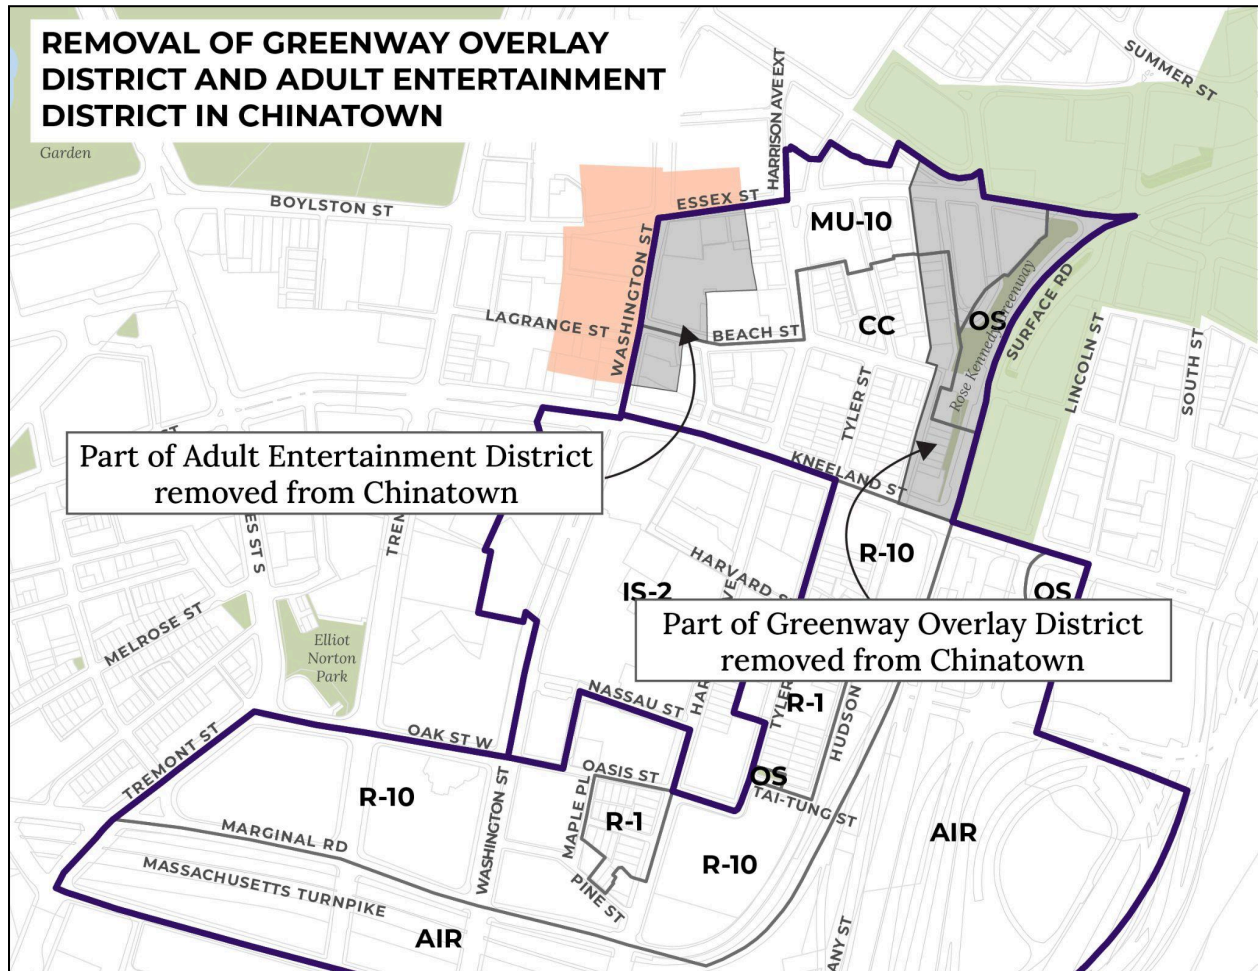 REMOVAL OF GREENWAY OVERLAY
DISTRICT AND ADULT ENTERTAINMENT
DISTRICT IN CHINATOWN
Garden
BOYLSTON ST
ESSEX ST
HARRISON AVE EXT
SUMMER ST
MU-10
WASHINGTON ST
LAGRANGE ST
BEACH ST
CC
OS
Rose Kennedy Greenway
SURFACE RD
LINCOLN ST
SOUTH ST
TYLER ST
KNEELAND ST
Part of Adult Entertainment District
removed from Chinatown
R-10
HARVARD S
IS-2
OS
Part of Greenway Overlay District
removed from Chinatown
MELROSE ST
Elliot
Norton
Park
NASSAU ST
TYLER
R-1
HUDSON
TREMONT ST
OAK ST W
OASIS ST
OS
TAI-TUNG ST
R-10
WASHINGTON ST
MAPLE PL
R-1
R-10
AIR
MARGINAL RD
MASSACHUSETTS TURNPIKE
PINE ST
AIR
ANY ST